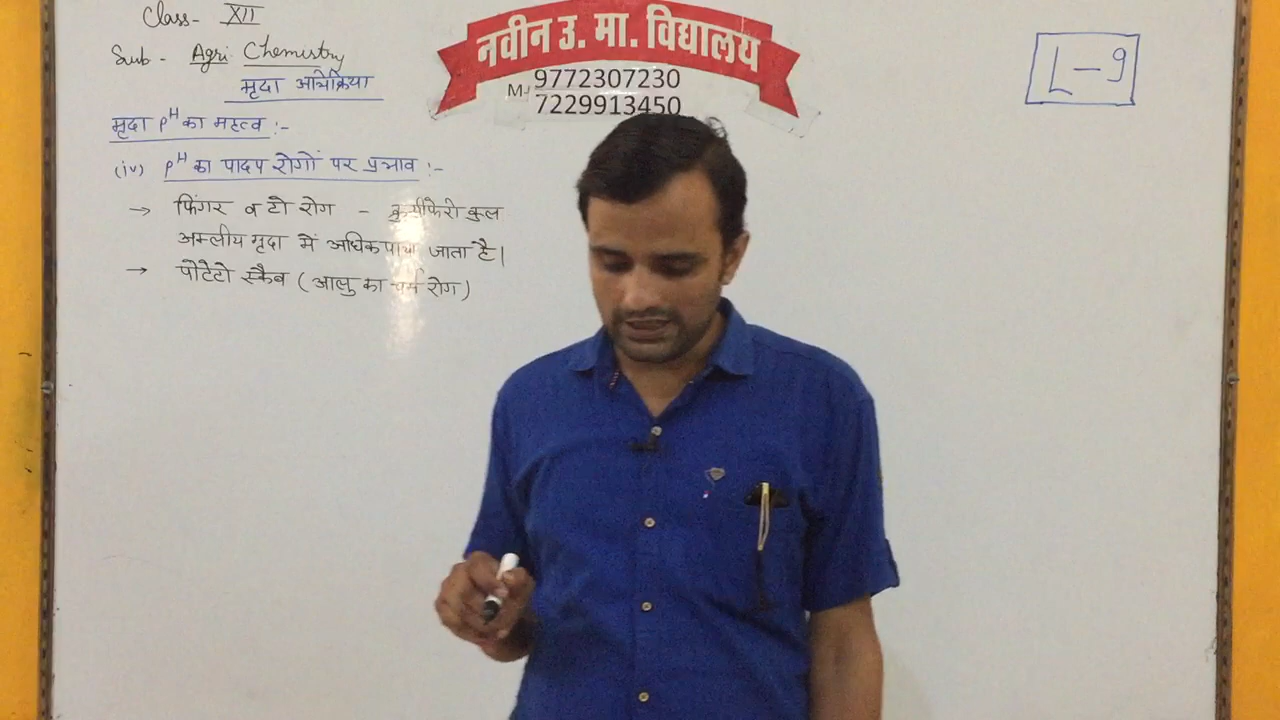 Class- XII
Sub- Agri Chemistry
मृदा अभिक्रिया
मृदा pH का महत्व :-
(iv) pH का पादप रोगों पर प्रभाव :-
→ फिंगर व टो रोग - क्रुसीफेरी कुल
अम्लीय मृदा में अधिक पाया जाता है।
→ पोटेटो स्कैब (आलु का चर्म रोग)
नवीन उ. मा. विद्यालय
M- 9772307230
7229913450
L-9